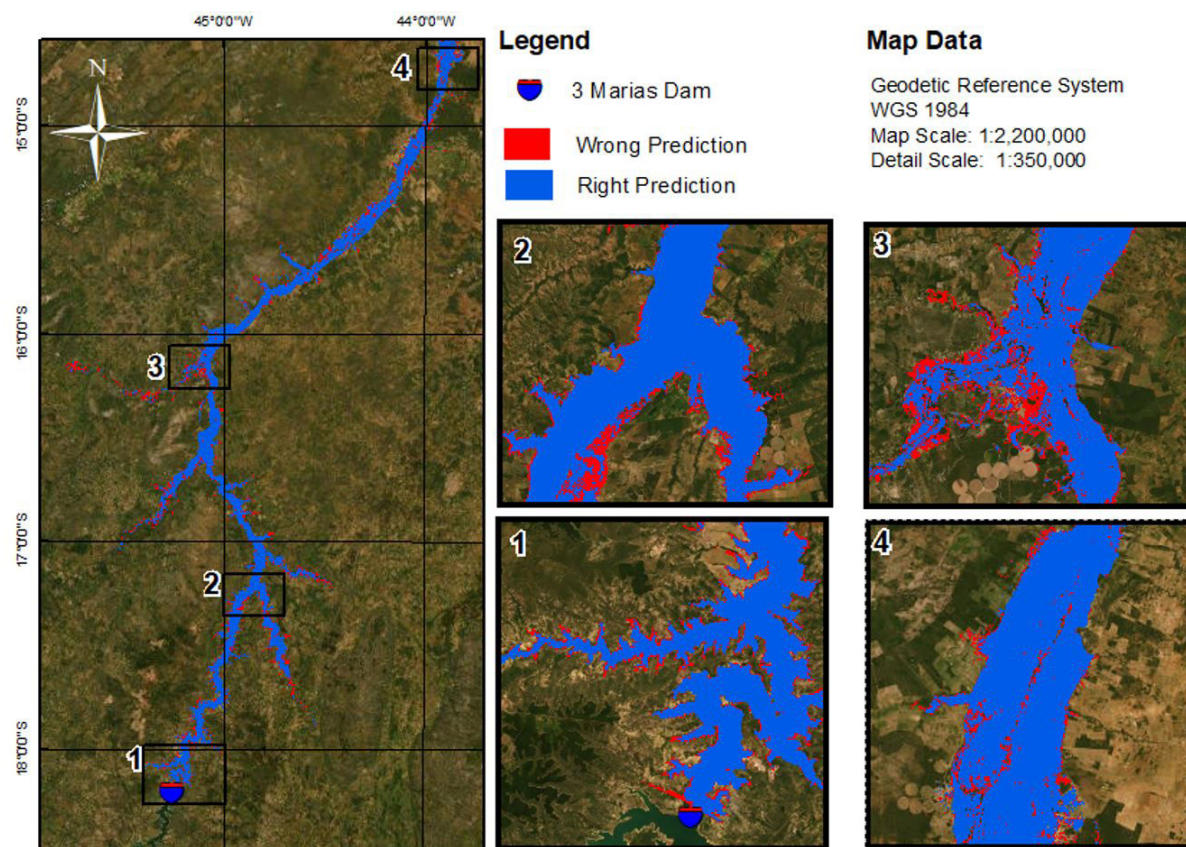 45°0'0"W
44°0'0"W
15°0'0"S
16°0'0"S
17°0'0"S
18°0'0"S
N
4
3
2
1
Legend
3 Marias Dam
Wrong Prediction
Right Prediction
Map Data
Geodetic Reference System
WGS 1984
Map Scale: 1:2,200,000
Detail Scale: 1:350,000
2
3
1
4